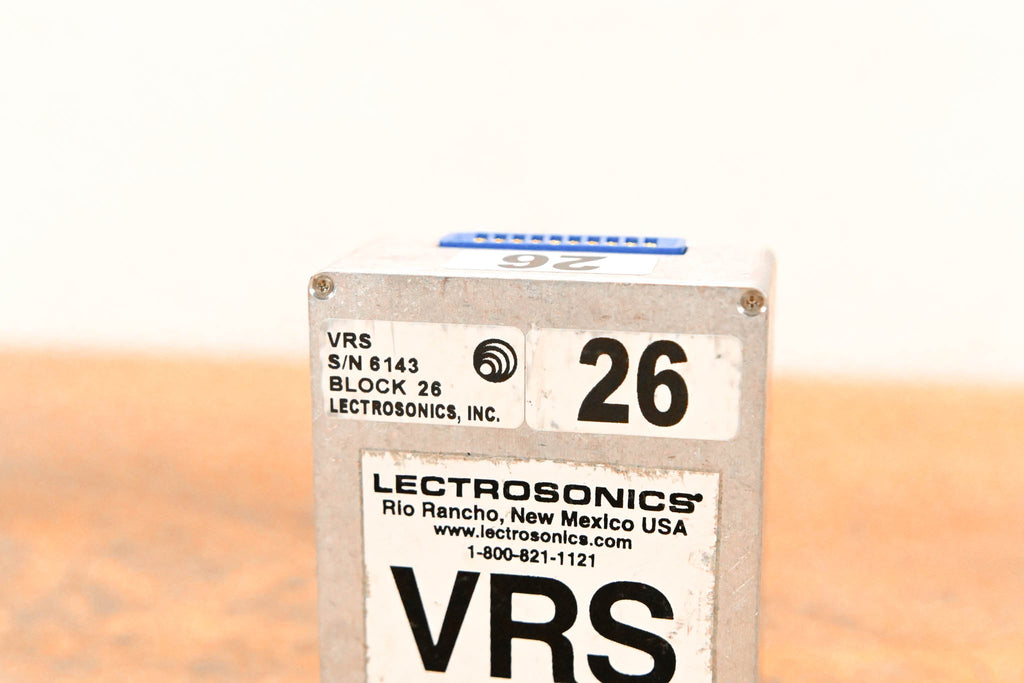 26
VRS
S/N 6143
BLOCK 26
LECTROSONICS, INC.
26
LECTROSONICS
Rio Rancho, New Mexico USA
www.lectrosonics.com
1-800-821-1121
VRS